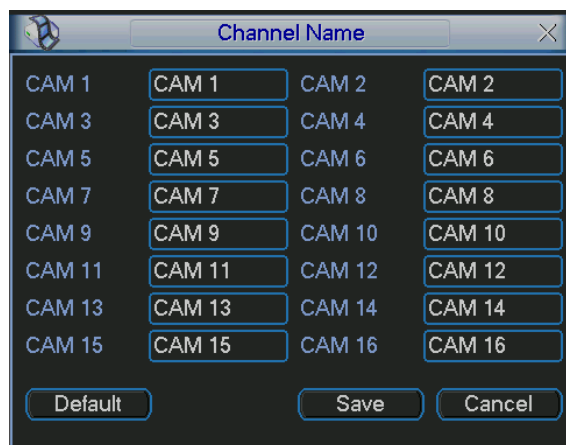 Channel Name
CAM 1 CAM 1 CAM 2 CAM 2
CAM 3 CAM 3 CAM 4 CAM 4
CAM 5 CAM 5 CAM 6 CAM 6
CAM 7 CAM 7 CAM 8 CAM 8
CAM 9 CAM 9 CAM 10 CAM 10
CAM 11 CAM 11 CAM 12 CAM 12
CAM 13 CAM 13 CAM 14 CAM 14
CAM 15 CAM 15 CAM 16 CAM 16
Default Save Cancel